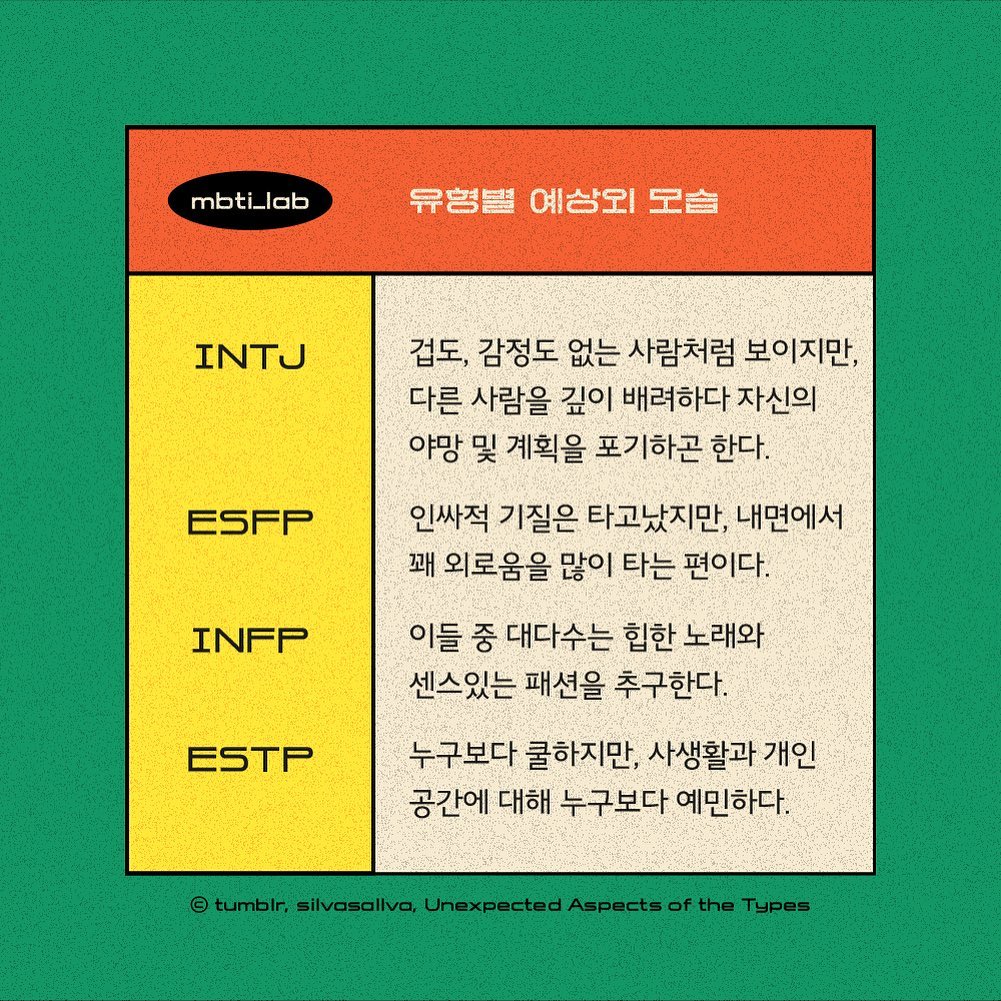 mbti_lab
유형별 예상외 모습
INTJ
겁도, 감정도 없는 사람처럼 보이지만,
다른 사람을 깊이 배려하다 자신의
야망 및 계획을 포기하곤 한다.
ESFP
인싸적 기질은 타고났지만, 내면에서
꽤 외로움을 많이 타는 편이다.
INFP
이들 중 대다수는 힙한 노래와
센스있는 패션을 추구한다.
ESTP
누구보다 쿨하지만, 사생활과 개인
공간에 대해 누구보다 예민하다.
© tumblr, silvasallva, Unexpected Aspects of the Types